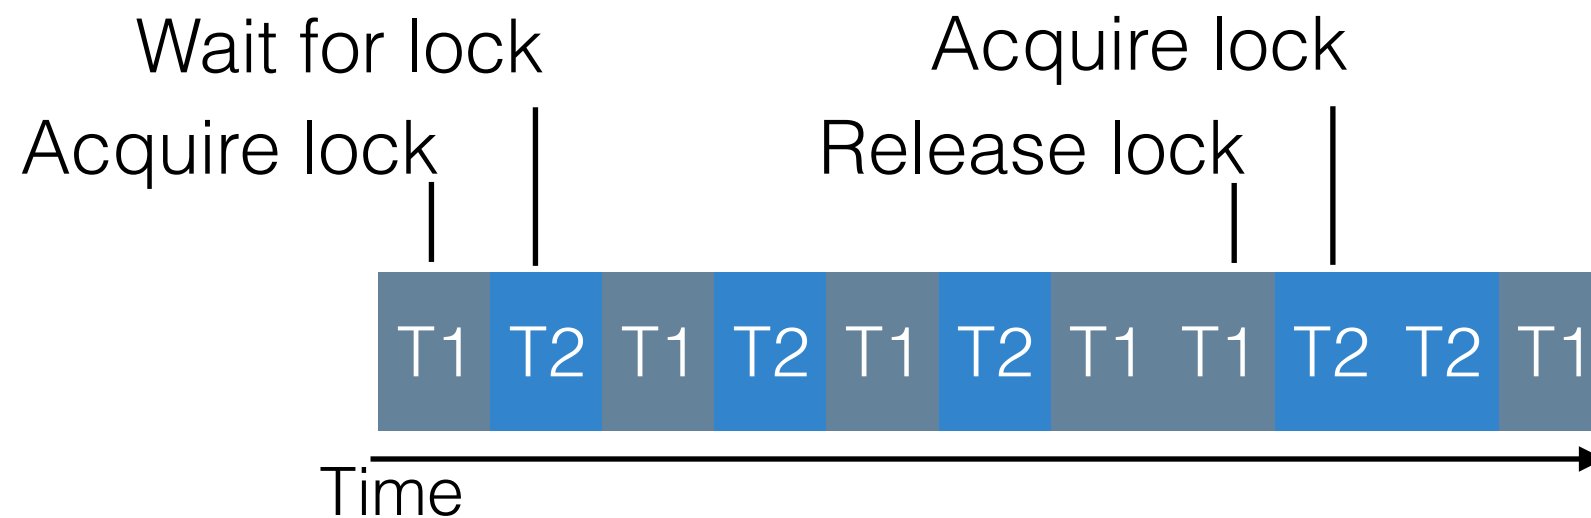 Wait for lock
Acquire lock
Acquire lock
Release lock
T1 T2 T1 T2 T1 T2 T1 T1 T2 T2 T1
Time